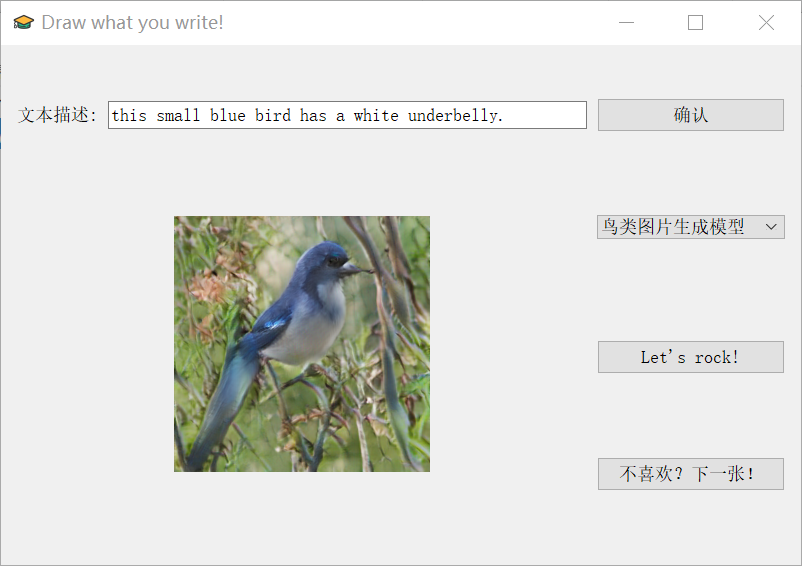 Draw what you write!
文本描述: this small blue bird has a white underbelly. 确认
鸟类图片生成模型
Let's rock!
不喜欢？下一张！